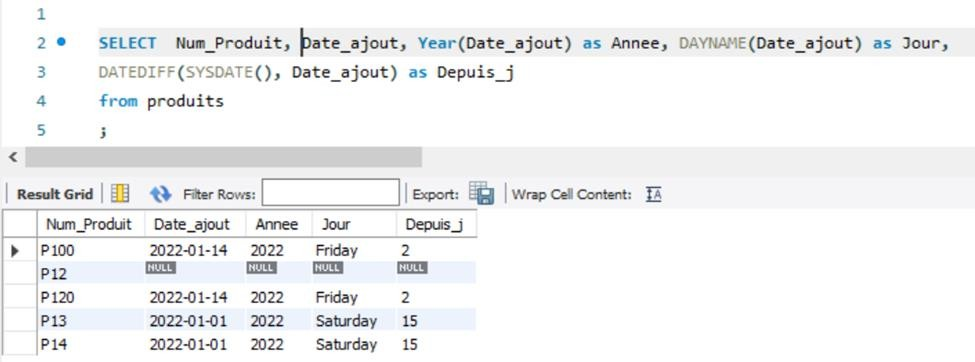 1
2 SELECT Num_Produit, Date_ajout, Year(Date_ajout) as Annee, DAYNAME(Date_ajout) as Jour,
3 DATEDIFF(SYSDATE(), Date_ajout) as Depuis_j
4 from produits
5 ;
Result Grid Filter Rows: Export: Wrap Cell Content:
Num_Produit Date_ajout Annee Jour Depuis_j
P100 2022-01-14 2022 Friday 2
P12 NULL NULL NULL NULL
P120 2022-01-14 2022 Friday 2
P13 2022-01-01 2022 Saturday 15
P14 2022-01-01 2022 Saturday 15